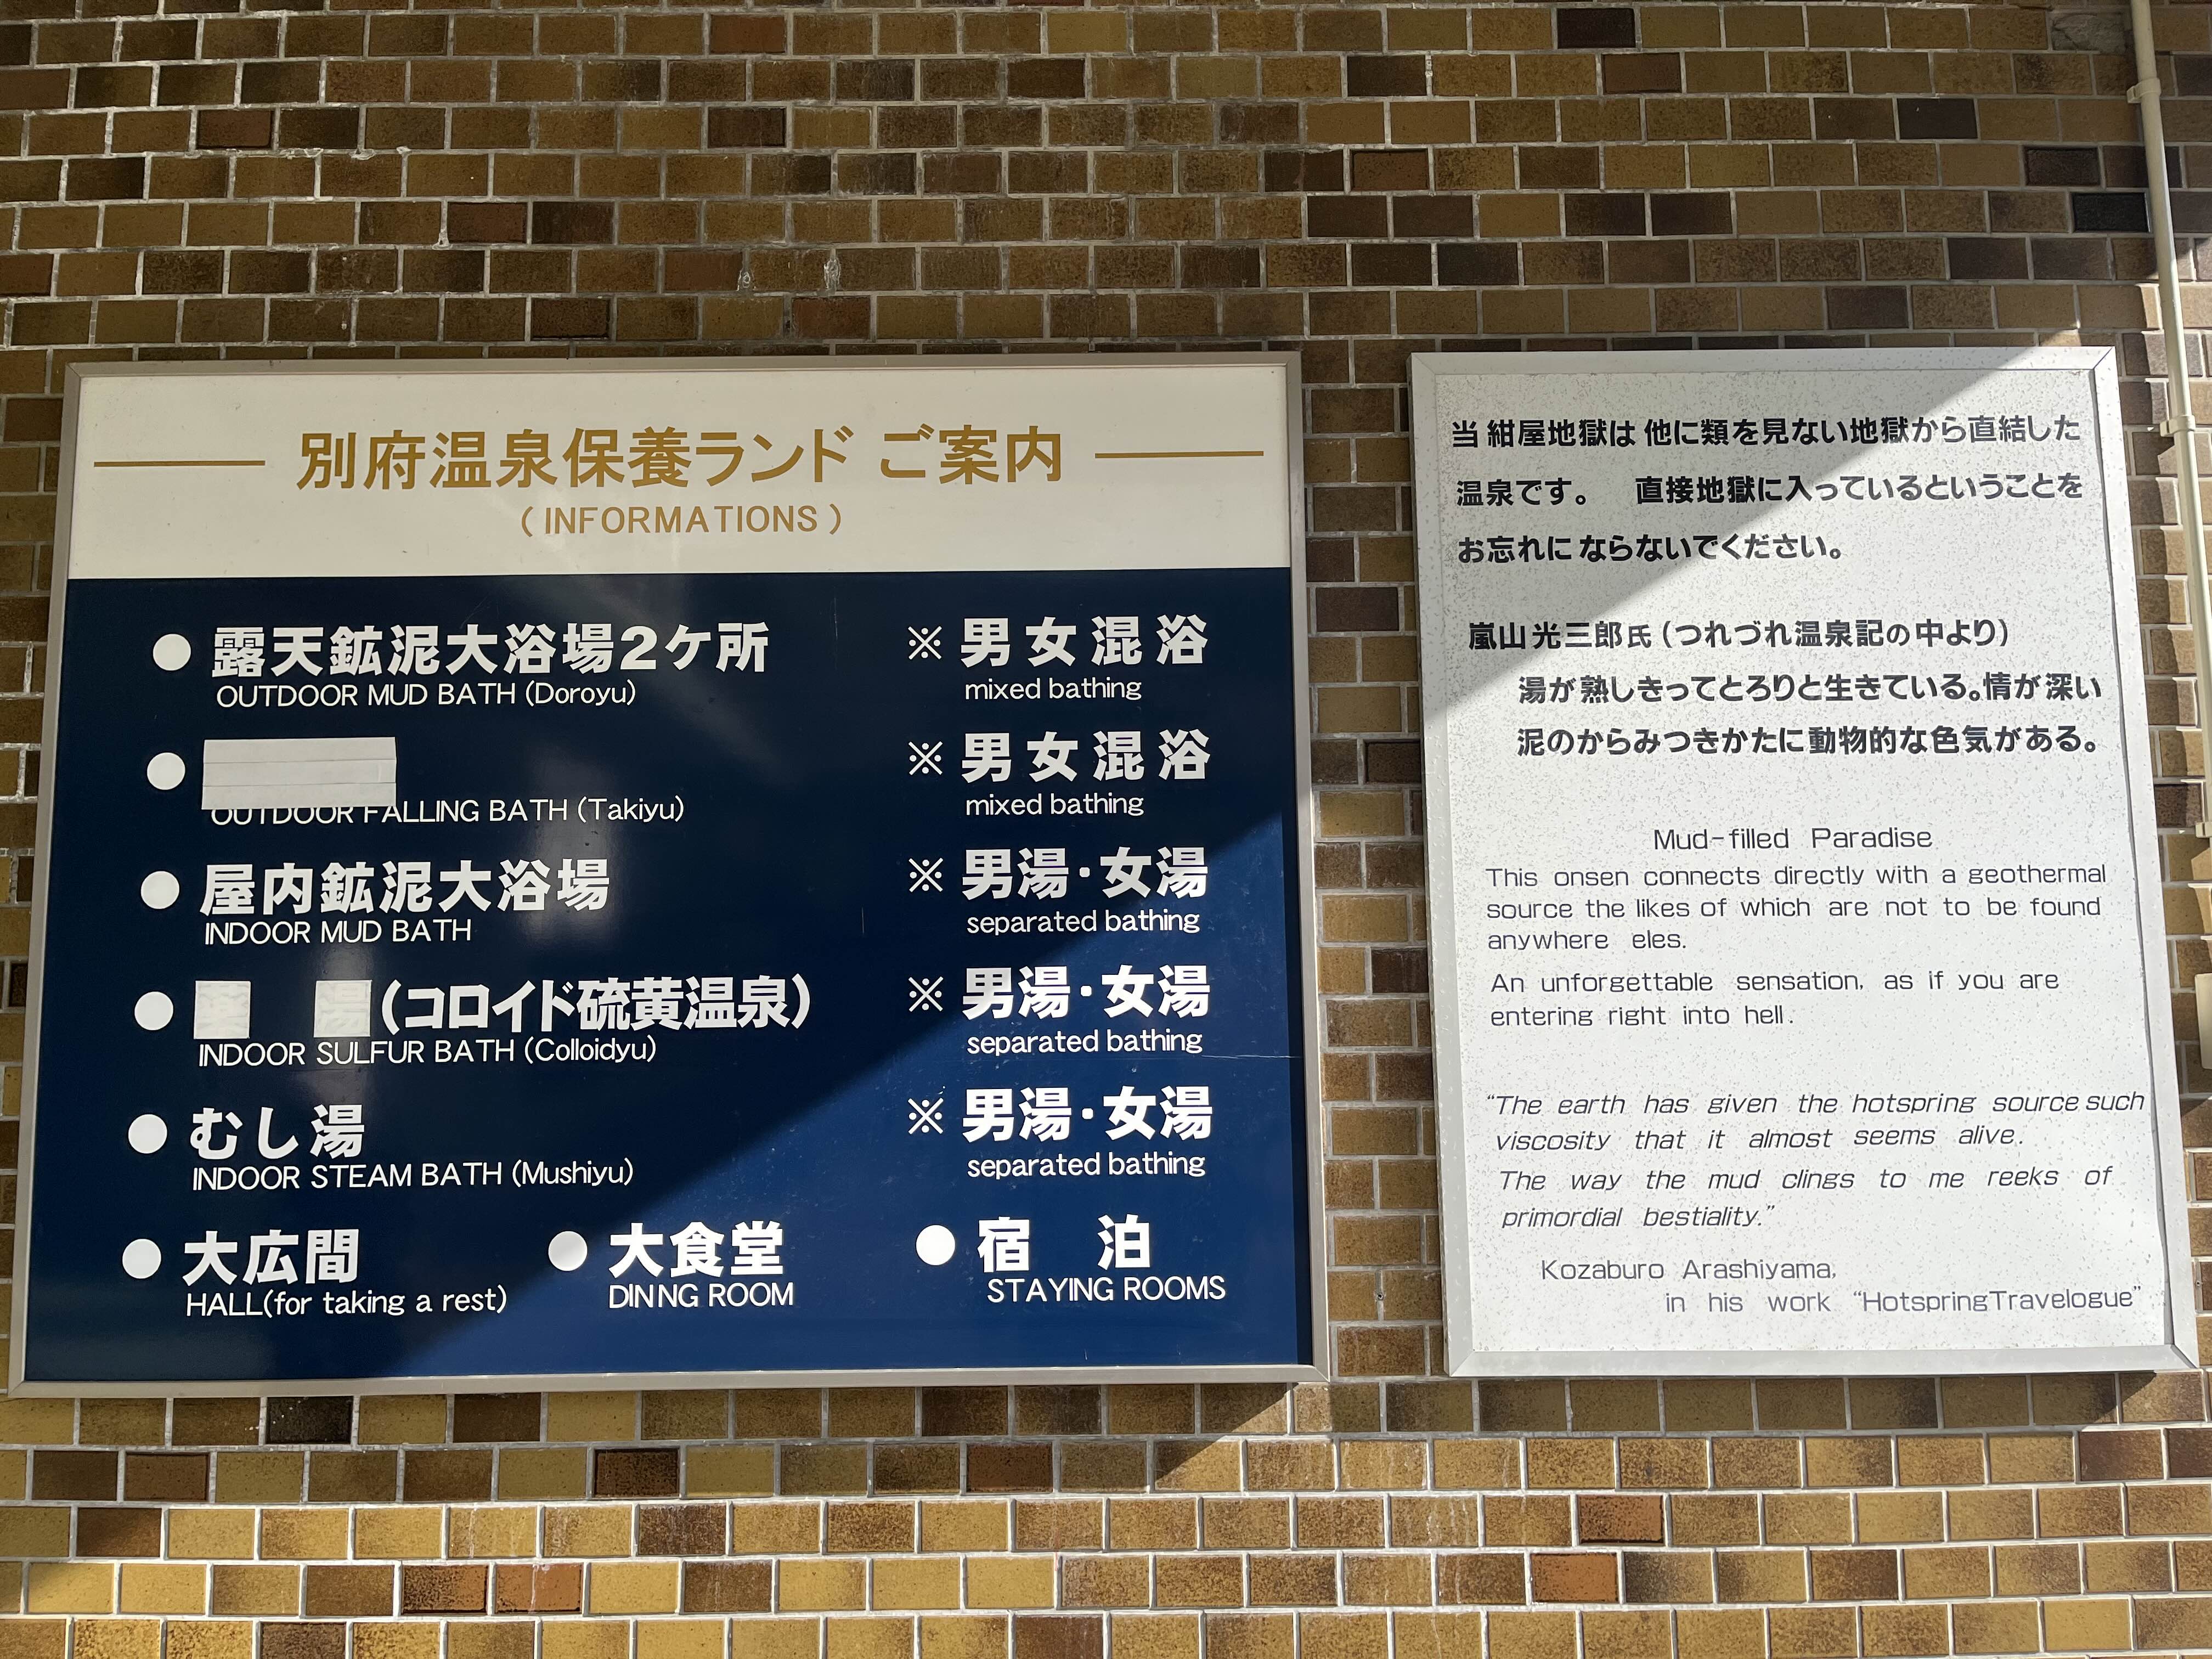 別府温泉保養ランド ご案内
(INFORMATIONS)
● 露天鉱泥大浴場2ケ所 ※ 男女混浴
OUTDOOR MUD BATH (Doroyu) mixed bathing
● ※ 男女混浴
OUTDOOR FALLING BATH (Takiyu) mixed bathing
● 屋内鉱泥大浴場 ※ 男湯・女湯
INDOOR MUD BATH separated bathing
● 湯 (コロイド硫黄温泉) ※ 男湯・女湯
INDOOR SULFUR BATH (Colloidyu) separated bathing
● むし湯 ※ 男湯・女湯
INDOOR STEAM BATH (Mushiyu) separated bathing
● 大広間 ● 大食堂 ● 宿 泊
HALL(for taking a rest) DINNG ROOM STAYING ROOMS
当紺屋地獄は他に類を見ない地獄から直結した
温泉です。 直接地獄に入っているということを
お忘れにならないでください。
嵐山光三郎氏(つれづれ温泉記の中より)
湯が熟しきってとろりと生きている。情が深い
泥のからみつきかたに動物的な色気がある。
Mud-filled Paradise
This onsen connects directly with a geothermal
source the likes of which are not to be found
anywhere eles.
An unforgettable sensation, as if you are
entering right into hell.
"The earth has given the hotspring source such
viscosity that it almost seems alive.
The way the mud clings to me reeks of
primordial bestiality."
Kozaburo Arashiyama,
in his work "HotspringTravelogue"